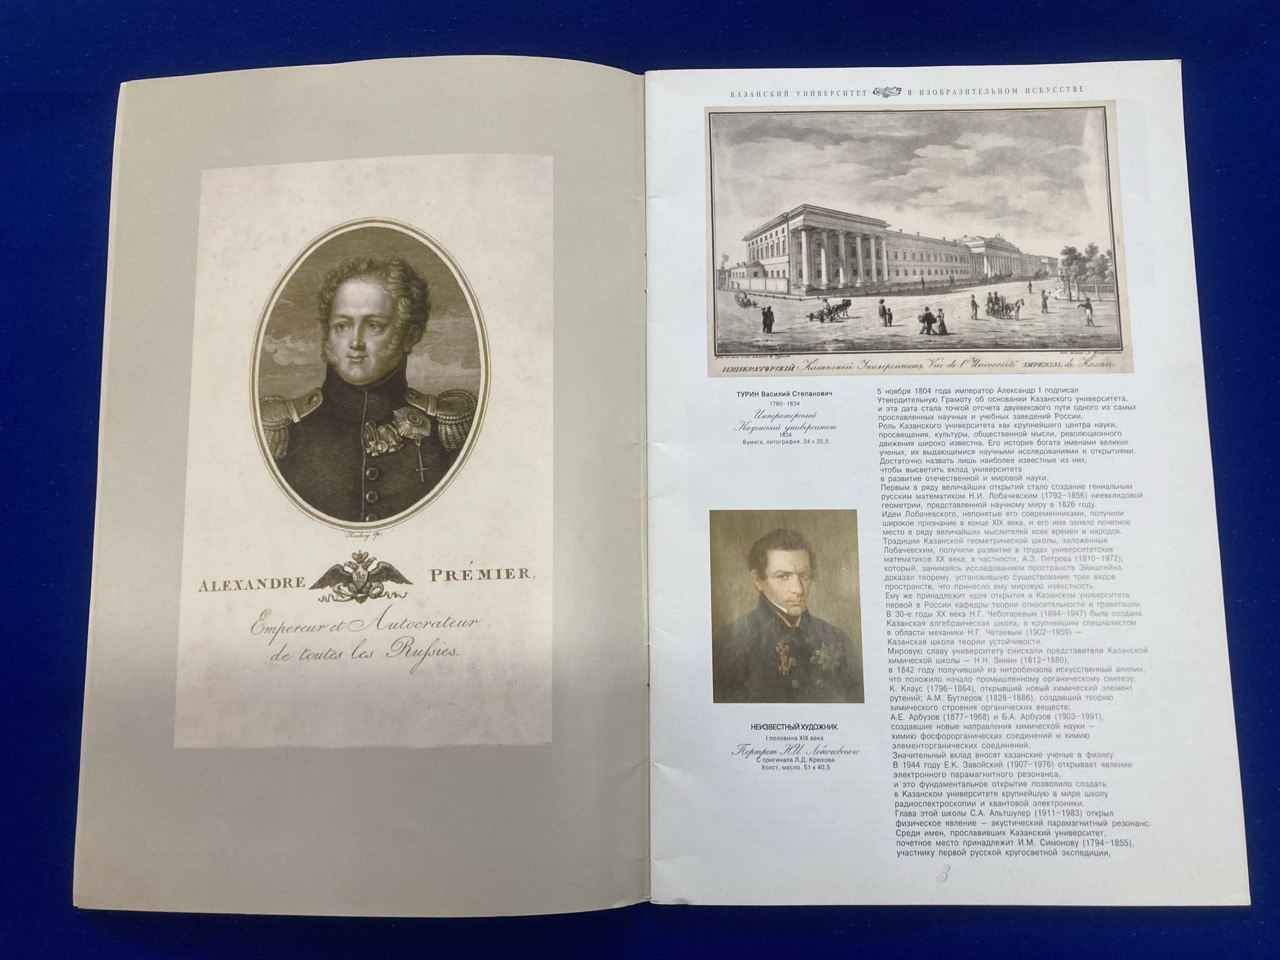 Tardieu Sc.
ALEXANDRE PRÉMIER,
Empereur et Autocrateur
de toutes les Rußies.
КАЗАНСКИЙ УНИВЕРСИТЕТ В ИЗОБРАЗИТЕЛЬНОМ ИСКУССТВЕ
ИМПЕРАТОРСКІЙ Казанскій Университетъ Vüe de l'Université IMPERIALE de Kasan.
ТУРИН Василий Степанович
1780-1834
Императорский
Казанский университет
1834
Бумага, литография. 24 x 35,5
НЕИЗВЕСТНЫЙ ХУДОЖНИК
I половина XIX века
Портрет Н.И. Лобачевского
С оригинала Л.Д. Крюкова
Холст, масло. 51 x 40,5
5 ноября 1804 года император Александр I подписал
Утвердительную Грамоту об основании Казанского университета,
и эта дата стала точкой отсчета двухвекового пути одного из самых
прославленных научных и учебных заведений России.
Роль Казанского университета как крупнейшего центра науки,
просвещения, культуры, общественной мысли, революционного
движения широко известна. Его история богата именами великих
ученых, их выдающимися научными исследованиями и открытиями.
Достаточно назвать лишь наиболее известные из них,
чтобы высветить вклад университета
в развитие отечественной и мировой науки.
Первым в ряду величайших открытий стало создание гениальным
русским математиком Н.И. Лобачевским (1792-1856) неевклидовой
геометрии, представленной научному миру в 1826 году.
Идеи Лобачевского, непонятые его современниками, получили
широкое признание в конце XIX века, и его имя заняло почетное
место в ряду величайших мыслителей всех времен и народов.
Традиции Казанской геометрической школы, заложенные
Лобачевским, получили развитие в трудах университетских
математиков XX века, в частности, А.З. Петрова (1910-1972),
который, занимаясь исследованием пространств Эйнштейна,
доказал теорему, установившую существование трех видов
пространств, что принесло ему мировую известность.
Ему же принадлежит идея открытия в Казанском университете
первой в России кафедры теории относительности и гравитации.
В 30-е годы XX века Н.Г. Чеботаревым (1894-1947) была создана
Казанская алгебраическая школа, а крупнейшим специалистом
в области механики Н.Г. Четаевым (1902-1959) —
Казанская школа теории устойчивости.
Мировую славу университету снискали представители Казанской
химической школы — Н.Н. Зинин (1812-1880),
в 1842 году получивший из нитробензола искусственный анилин,
что положило начало промышленному органическому синтезу;
К. Клаус (1796-1864), открывший новый химический элемент
рутений; А.М. Бутлеров (1828-1886), создавший теорию
химического строения органических веществ;
А.Е. Арбузов (1877-1968) и Б.А. Арбузов (1903-1991),
создавшие новые направления химической науки —
химию фосфорорганических соединений и химию
элементорганических соединений.
Значительный вклад внесли казанские ученые в физику.
В 1944 году Е.К. Завойский (1907-1976) открывает явление
электронного парамагнитного резонанса,
и это фундаментальное открытие позволило создать
в Казанском университете крупнейшую в мире школу
радиоспектроскопии и квантовой электроники.
Глава этой школы С.А. Альтшулер (1911-1983) открыл
физическое явление — акустический парамагнитный резонанс.
Среди имен, прославивших Казанский университет,
почетное место принадлежит И.М. Симонову (1794-1855),
участнику первой русской кругосветной экспедиции,
3